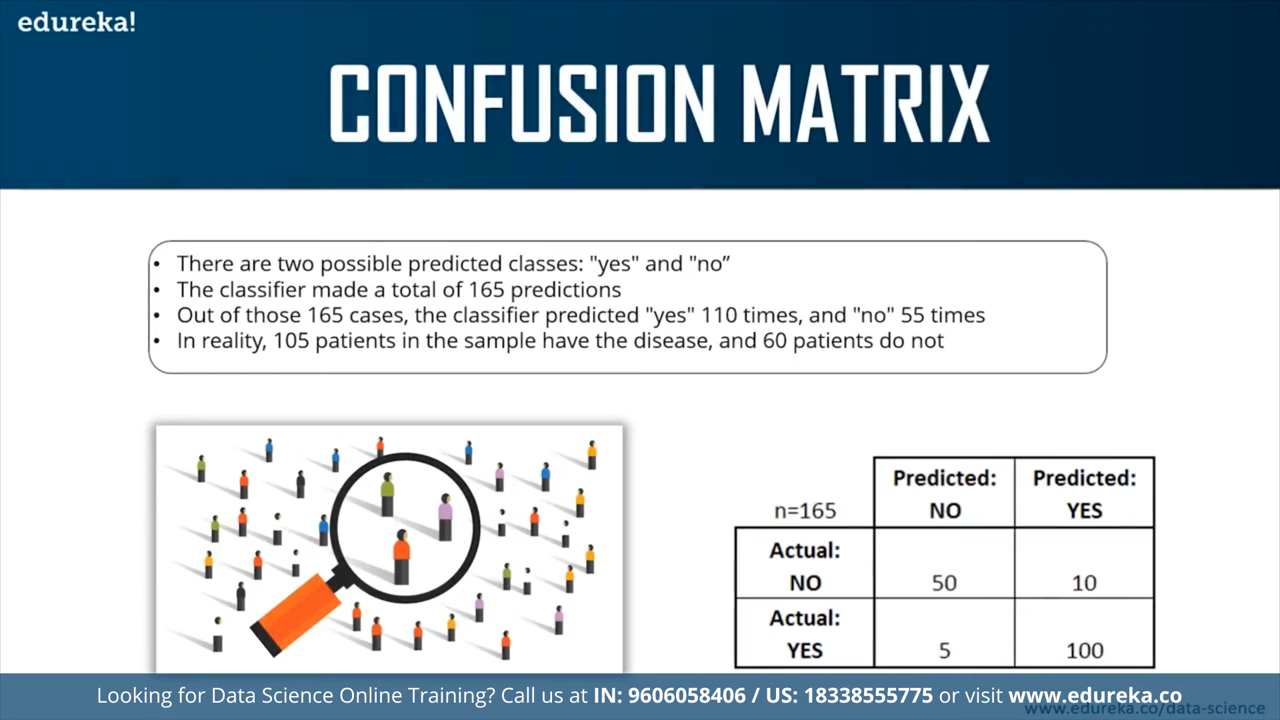 edureka!
CONFUSION MATRIX
• There are two possible predicted classes: "yes" and "no”
• The classifier made a total of 165 predictions
• Out of those 165 cases, the classifier predicted "yes" 110 times, and "no" 55 times
• In reality, 105 patients in the sample have the disease, and 60 patients do not
Predicted: Predicted:
n=165 NO YES
Actual:
NO 50 10
Actual:
YES 5 100
Looking for Data Science Online Training? Call us at IN: 9606058406 / US: 18338555775 or visit www.edureka.co
www.edureka.co/data-science